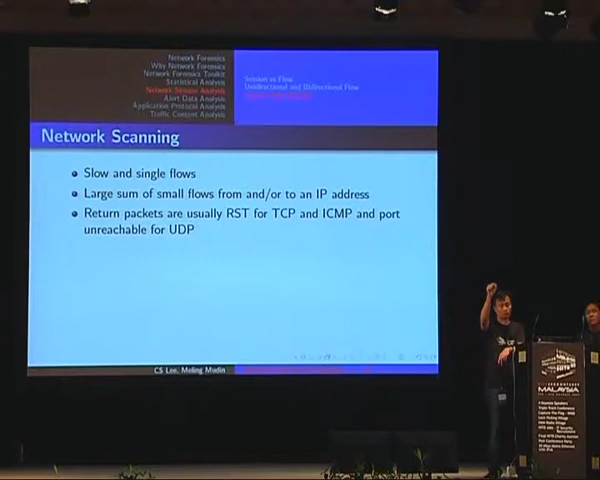 Network Forensics
Why Network Forensics
Network Forensics Toolkit
Statistical Analysis
Network Session Analysis
Alert Data Analysis
Application Protocol Analysis
Traffic Content Analysis
Session vs Flow
Unidirectional and Bidirectional Flow
Network Scanning
Slow and single flows
Large sum of small flows from and/or to an IP address
Return packets are usually RST for TCP and ICMP and port
unreachable for UDP
CS Lee, Meling Mudin
MALAYSIA